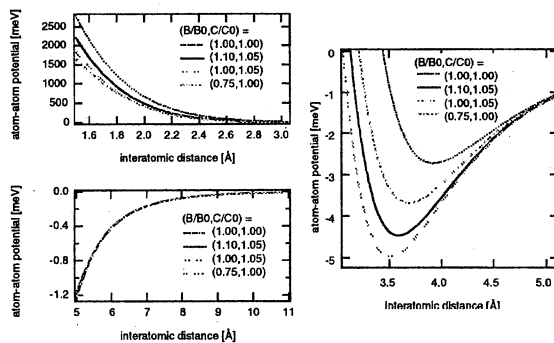 atom-atom potential [meV]
2500
2000
1500
1000
500
0
(B/B0,C/C0) =
(1.00,1.00)
(1.10,1.05)
(1.00,1.05)
(0.75,1.00)
1.6 1.8 2.0 2.2 2.4 2.6 2.8 3.0
interatomic distance [Å]
atom-atom potential [meV]
0.0
-0.4
-0.8
-1.2
(B/B0,C/C0) =
(1.00,1.00)
(1.10,1.05)
(1.00,1.05)
(0.75,1.00)
5 6 7 8 9 10 11
interatomic distance [Å]
atom-atom potential [meV]
0
-1
-2
-3
-4
-5
(B/B0,C/C0) =
(1.00,1.00)
(1.10,1.05)
(1.00,1.05)
(0.75,1.00)
3.5 4.0 4.5 5.0
interatomic distance [Å]